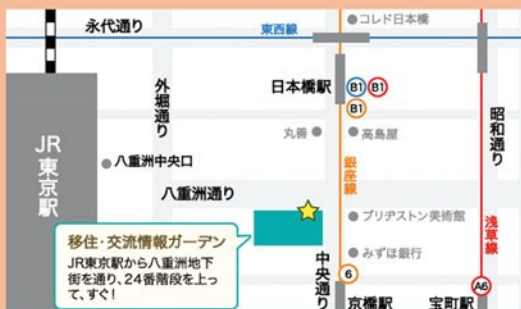 永代通り
東西線
コレド日本橋
外堀通り
日本橋駅
B1
B1
B1
昭和通り
JR東京駅
丸善
高島屋
八重洲中央口
銀座線
八重洲通り
浅草線
ブリヂストン美術館
移住・交流情報ガーデン
JR東京駅から八重洲地下
街を通り、24番階段を上っ
て、すぐ!
みずほ銀行
中央通り
6
A6
京橋駅
宝町駅